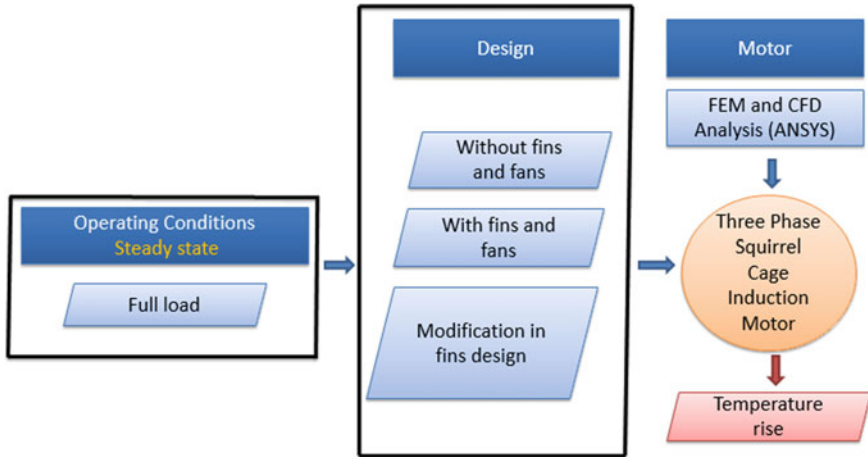 Operating Conditions
Steady state
Full load
Design
Without fins
and fans
With fins and
fans
Modification in
fins design
Motor
FEM and CFD
Analysis (ANSYS)
Three Phase
Squirrel
Cage
Induction
Motor
Temperature
rise